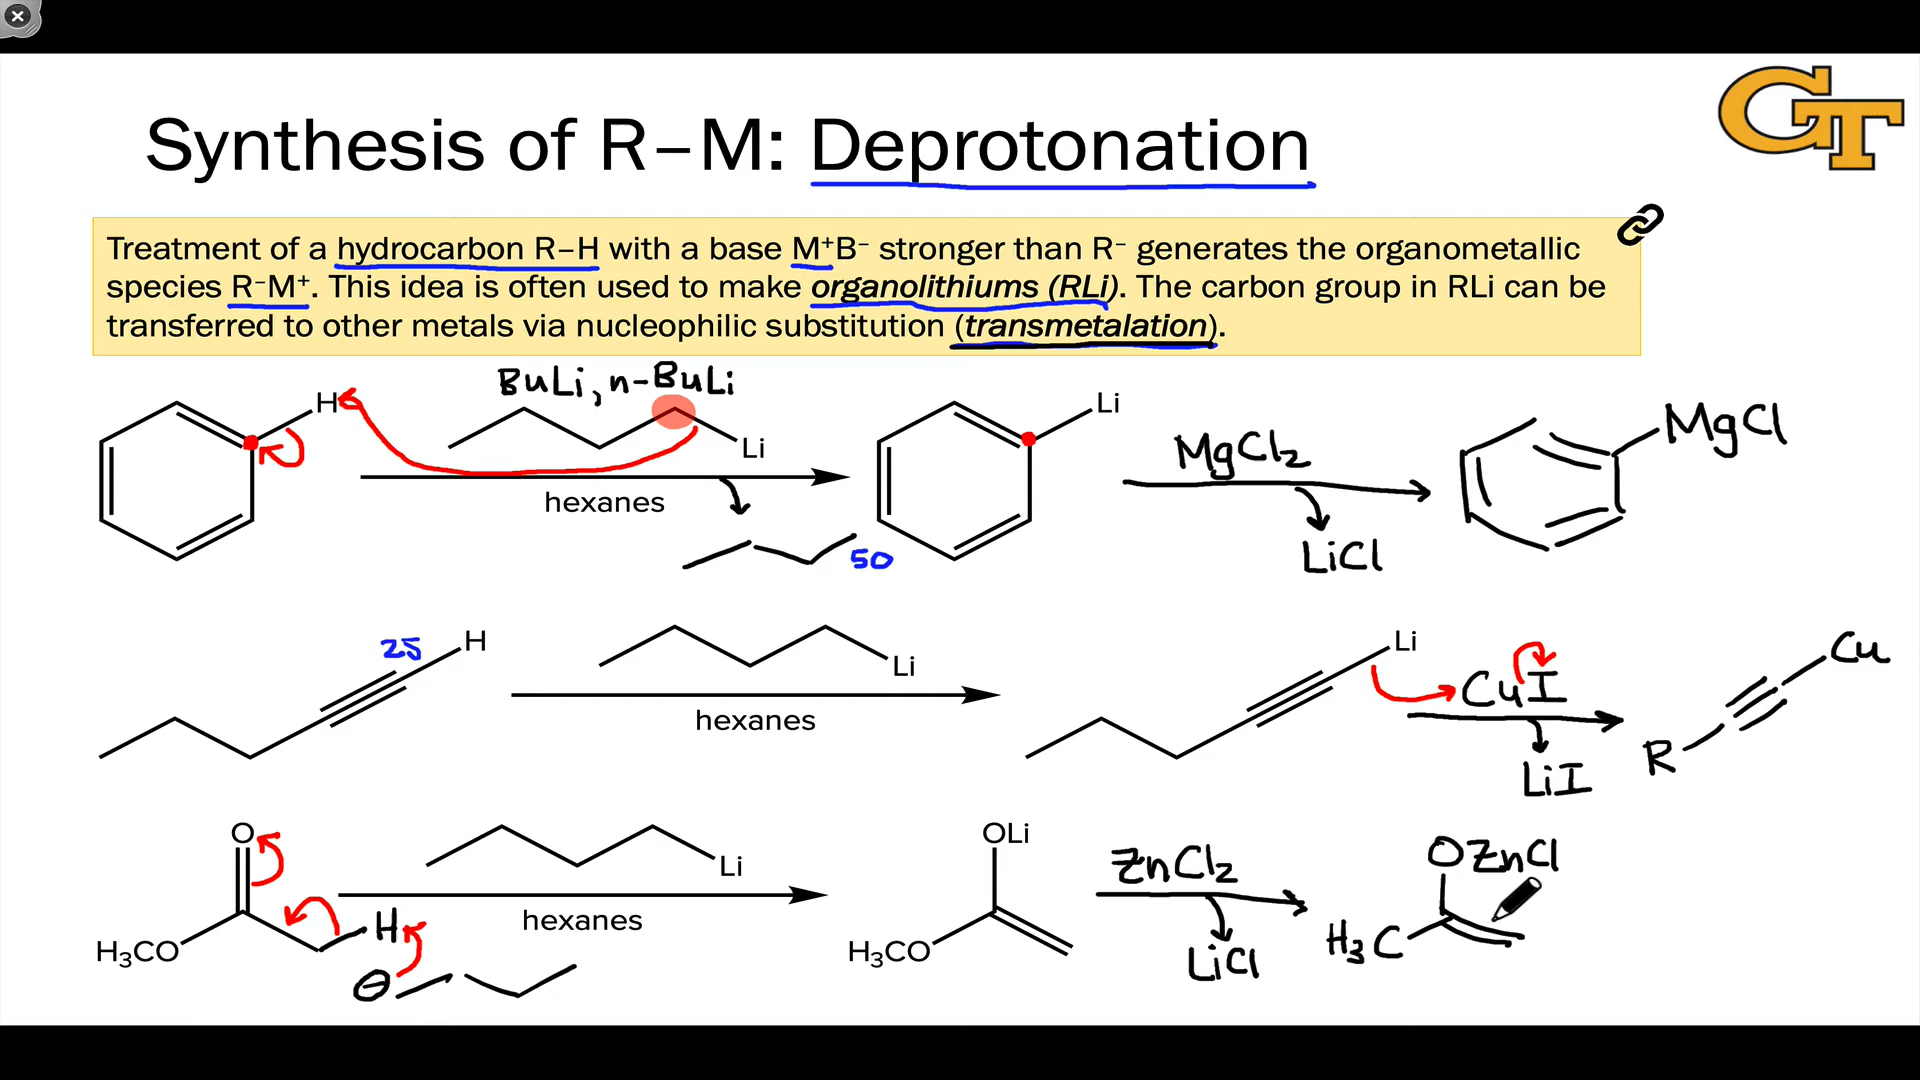 GT
Synthesis of R–M: Deprotonation
Treatment of a hydrocarbon R–H with a base M⁺B⁻ stronger than R⁻ generates the organometallic
species R⁻M⁺. This idea is often used to make organolithiums (RLi). The carbon group in RLi can be
transferred to other metals via nucleophilic substitution (transmetalation).
BuLi, n-BuLi
H
Li
hexanes
50
Li
MgCl₂
LiCl
MgCl
25
H
Li
hexanes
Li
CuI
LiI
R
Cu
O
H₃CO
H
⊖
Li
hexanes
OLi
H₃CO
ZnCl₂
LiCl
OZnCl
H₃C